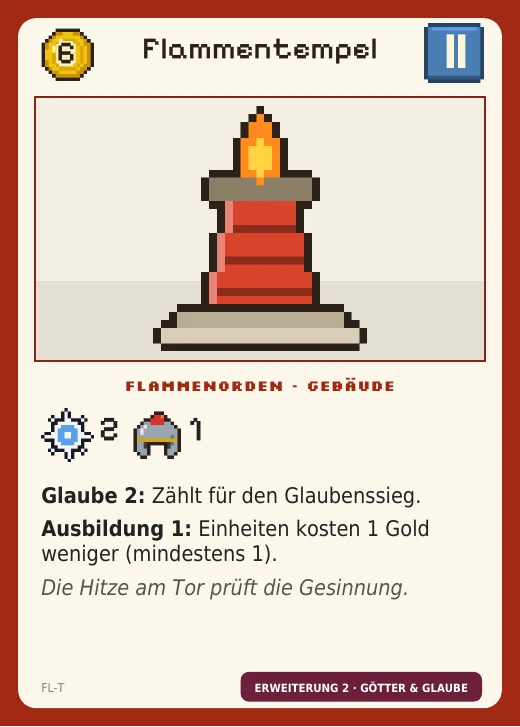 6
Flammentempel
II
FLAMMENORDEN - GEBÄUDE
2 1
Glaube 2: Zählt für den Glaubenssieg.
Ausbildung 1: Einheiten kosten 1 Gold
weniger (mindestens 1).
Die Hitze am Tor prüft die Gesinnung.
FL-T
ERWEITERUNG 2 · GÖTTER & GLAUBE